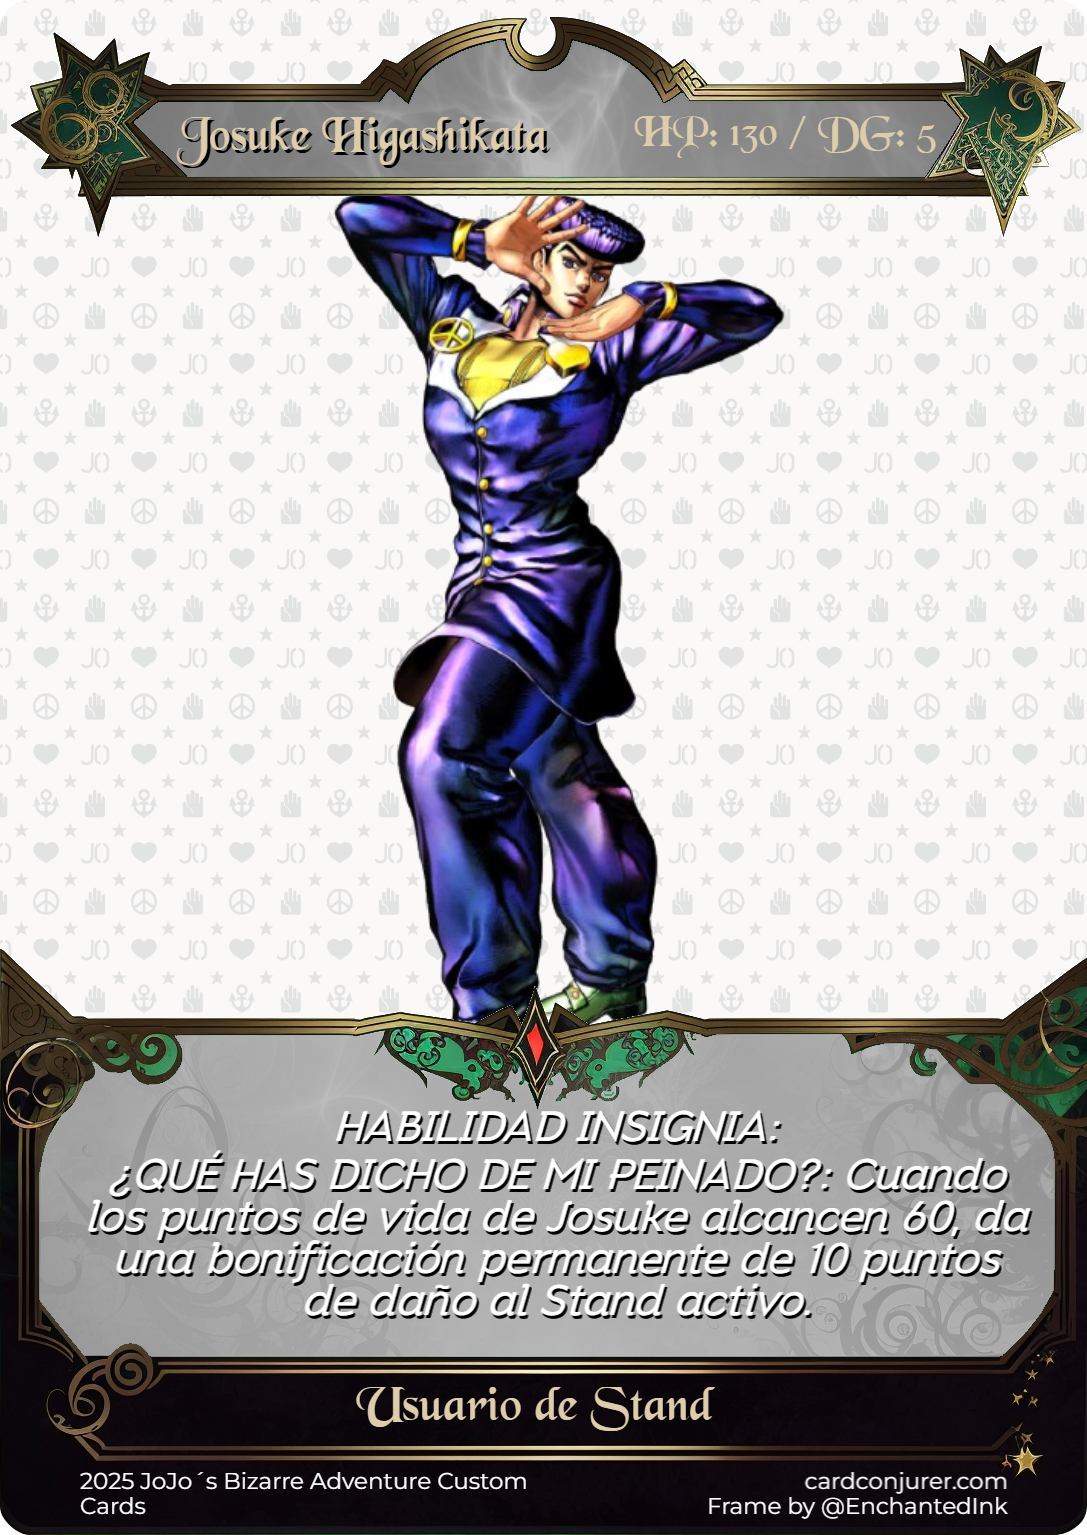 Josuke Higashikata
HP: 130 / DG: 5
HABILIDAD INSIGNIA:
¿QUÉ HAS DICHO DE MI PEINADO?: Cuando
los puntos de vida de Josuke alcancen 60, da
una bonificación permanente de 10 puntos
de daño al Stand activo.
Usuario de Stand
2025 JoJo´s Bizarre Adventure Custom
Cards
cardconjurer.com
Frame by @EnchantedInk